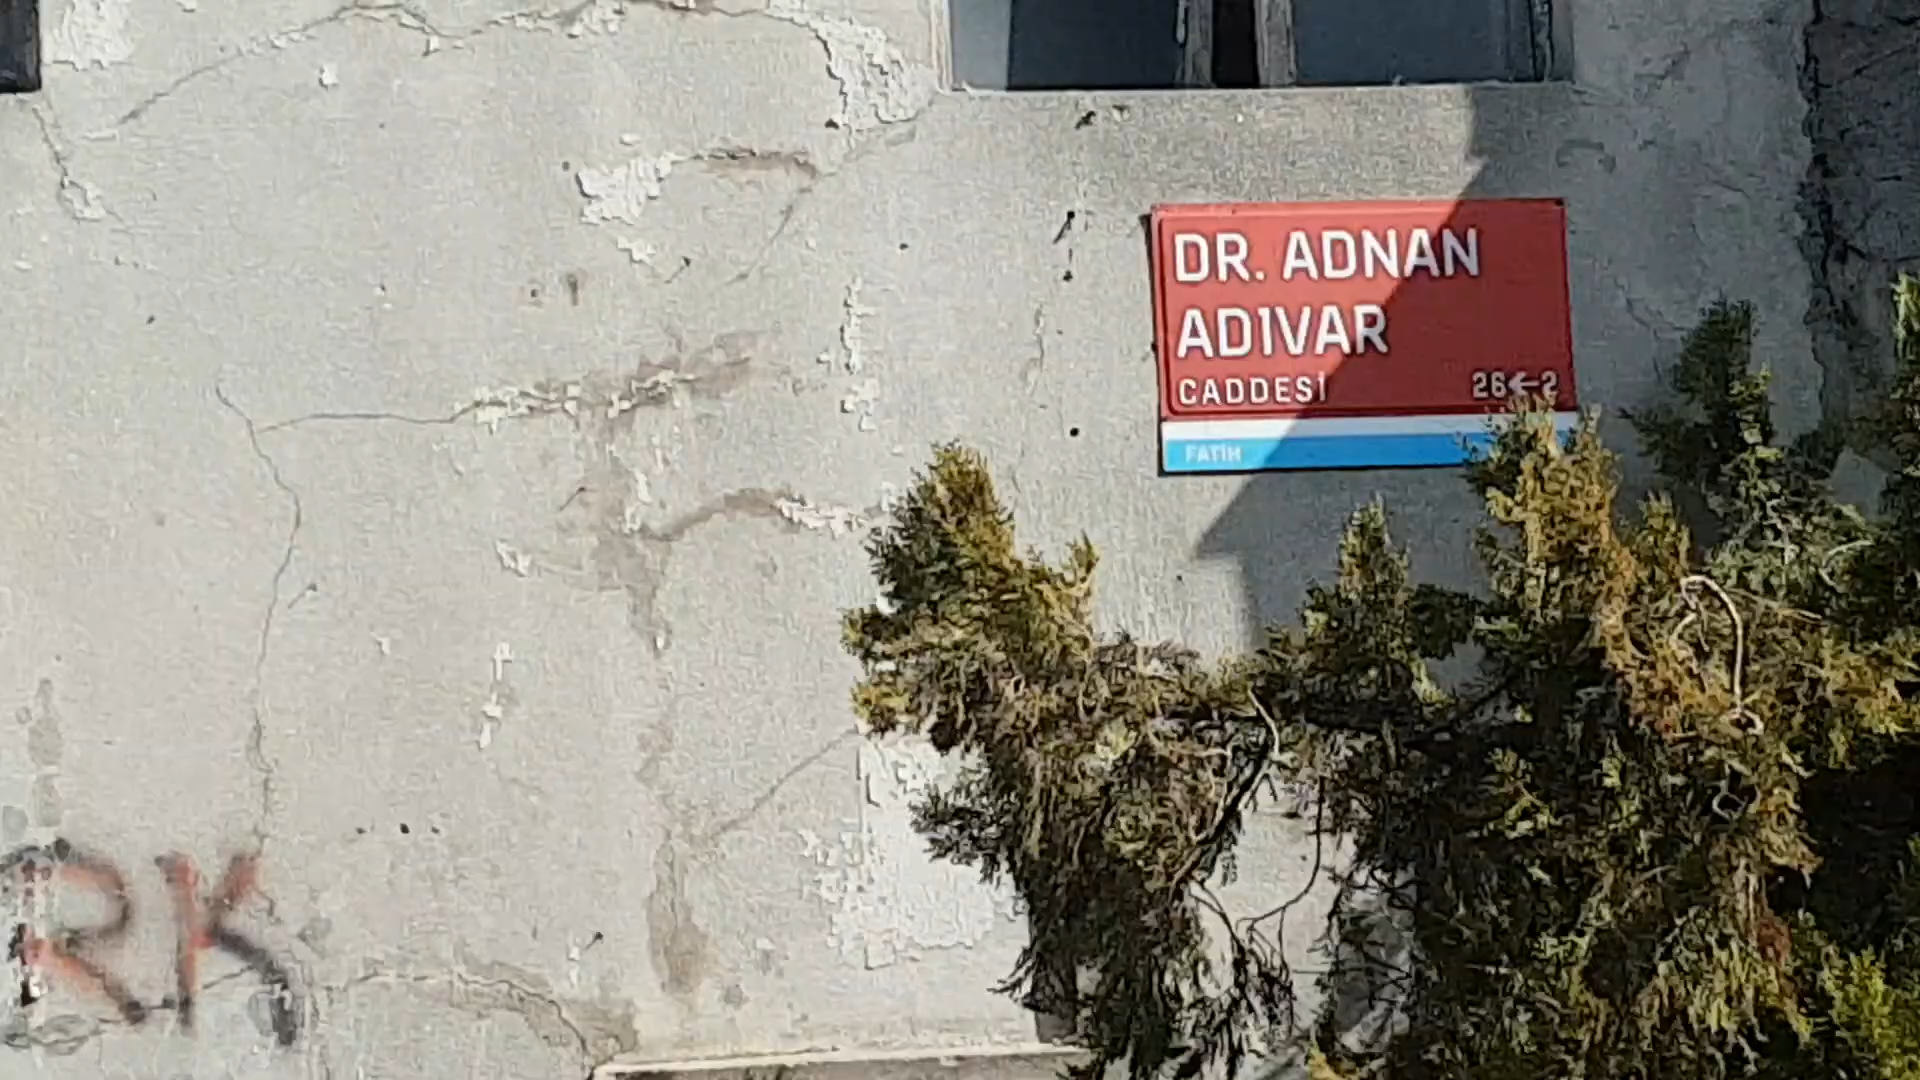 DR. ADNAN
ADIVAR
CADDESİ 26←2
FATİH
RK